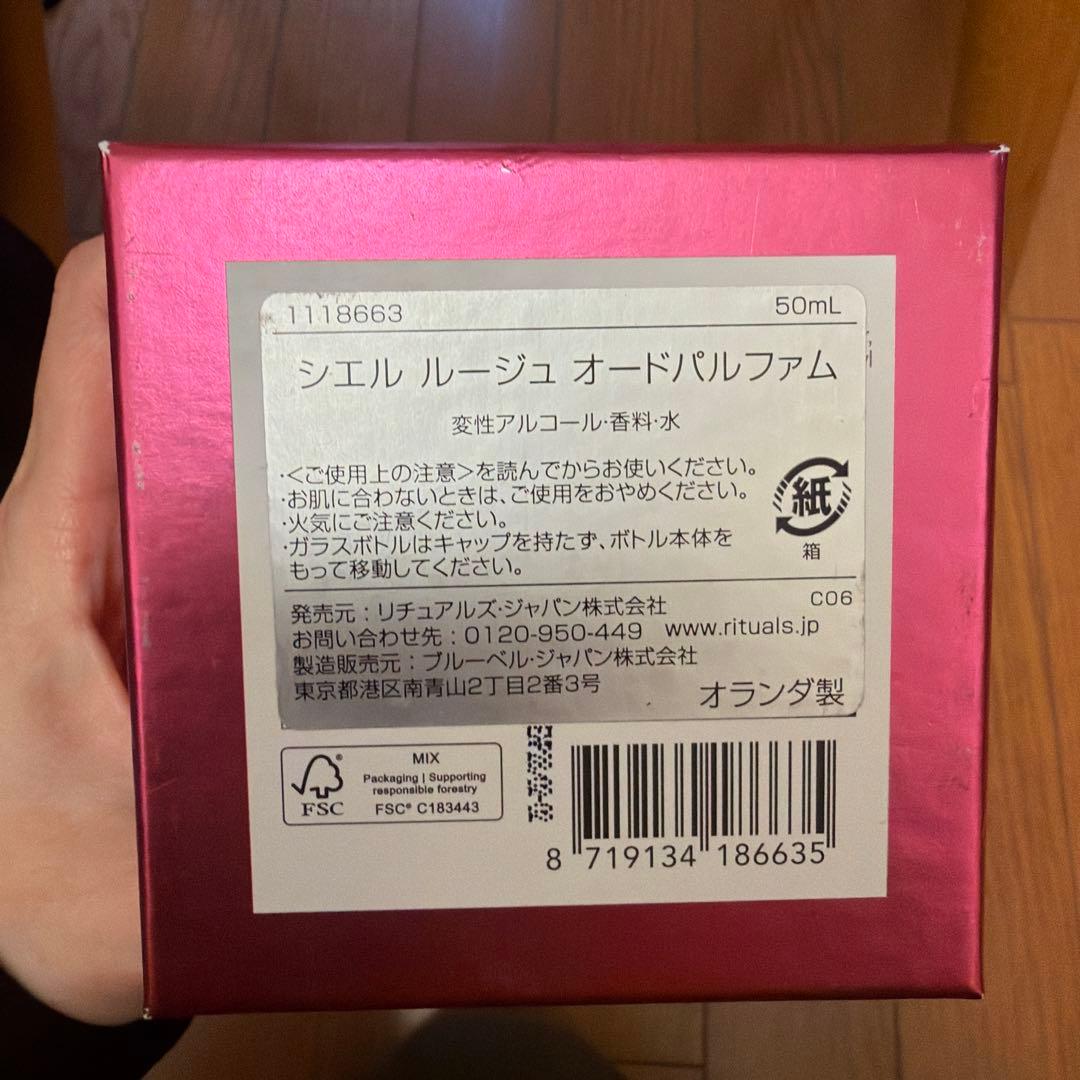 1118663 50mL
シエル ルージュ オードパルファム
変性アルコール・香料・水
・<ご使用上の注意>を読んでからお使いください。
・お肌に合わないときは、ご使用をおやめください。
・火気にご注意ください。
・ガラスボトルはキャップを持たず、ボトル本体を
もって移動してください。
紙
箱
C06
発売元：リチュアルズ・ジャパン株式会社
お問い合わせ先：0120-950-449 www.rituals.jp
製造販売元：ブルーベル・ジャパン株式会社
東京都港区南青山2丁目2番3号
オランダ製
FSC®
MIX
Packaging | Supporting
responsible forestry
FSC® C183443
8 719134 186635